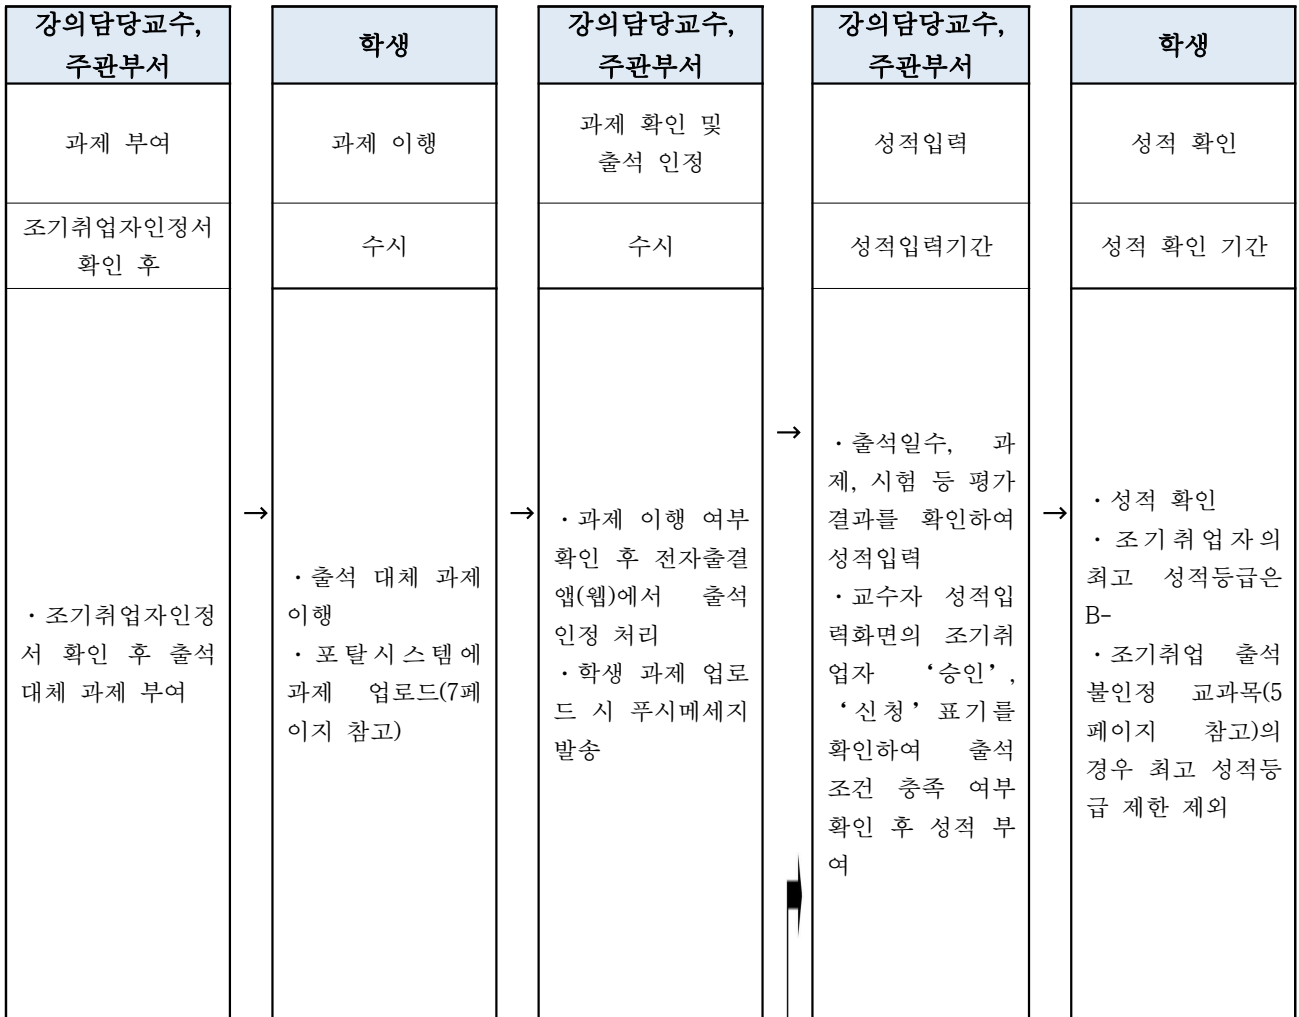 강의담당교수,
주관부서
과제 부여
조기취업자인정서
확인 후
・조기취업자인정
서 확인 후 출석
대체 과제 부여
→
학생
과제 이행
수시
・출석 대체 과제
이행
・포탈시스템에
과제 업로드(7페
이지 참고)
→
강의담당교수,
주관부서
과제 확인 및
출석 인정
수시
・과제 이행 여부
확인 후 전자출결
앱(웹)에서 출석
인정 처리
・학생 과제 업로
드 시 푸시메세지
발송
→
강의담당교수,
주관부서
성적입력
성적입력기간
・출석일수, 과
제, 시험 등 평가
결과를 확인하여
성적입력
・교수자 성적입
력화면의 조기취
업자 ‘승인’,
‘신청’표기를
확인하여 출석
조건 충족 여부
확인 후 성적 부
여
→
학생
성적 확인
성적 확인 기간
・성적 확인
・조기취업자의
최고 성적등급은
B-
・조기취업 출석
불인정 교과목(5
페이지 참고)의
경우 최고 성적등
급 제한 제외